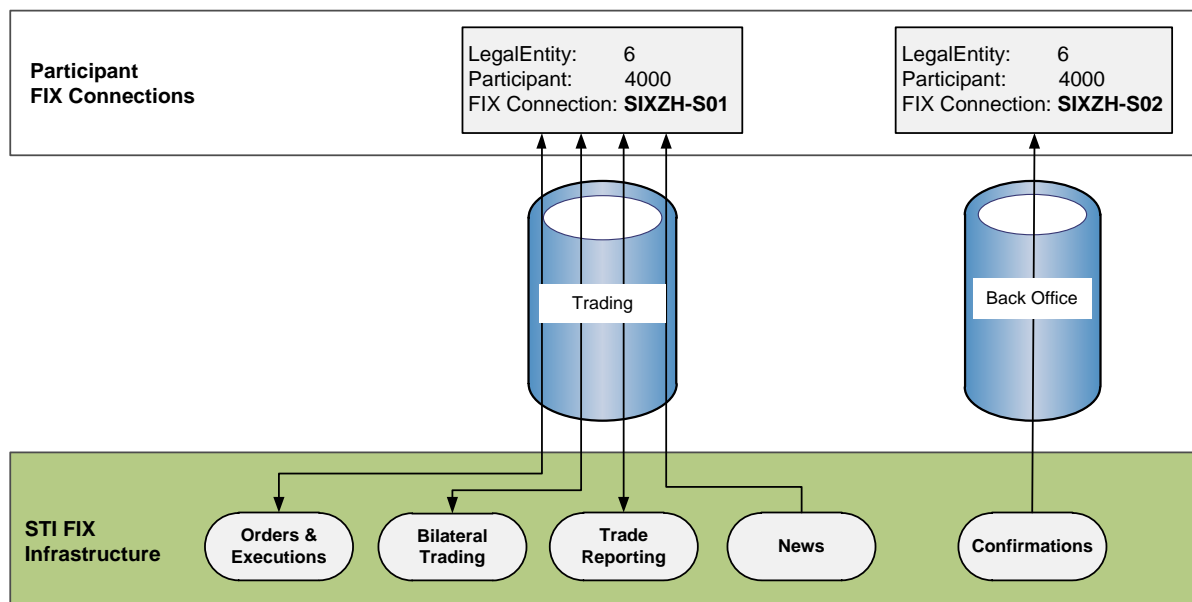 Participant
FIX Connections
LegalEntity: 6
Participant: 4000
FIX Connection: SIXZH-S01
LegalEntity: 6
Participant: 4000
FIX Connection: SIXZH-S02
Trading
Back Office
STI FIX
Infrastructure
Orders &
Executions
Bilateral
Trading
Trade
Reporting
News
Confirmations